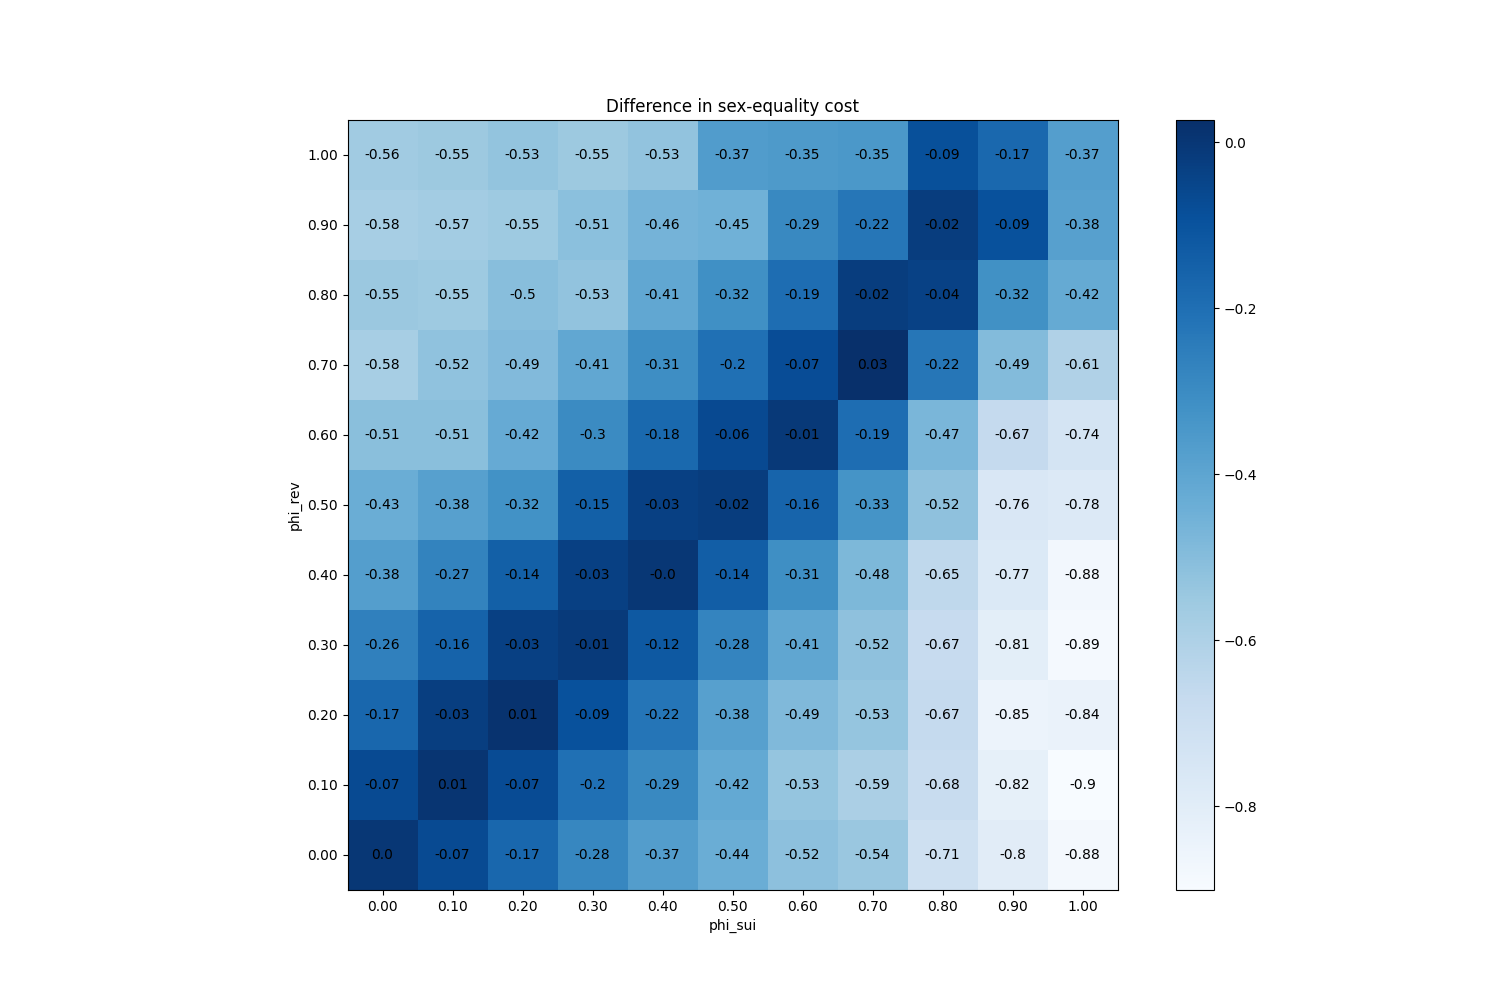 Difference in sex-equality cost
1.00 -0.56 -0.55 -0.53 -0.55 -0.53 -0.37 -0.35 -0.35 -0.09 -0.17 -0.37
0.90 -0.58 -0.57 -0.55 -0.51 -0.46 -0.45 -0.29 -0.22 -0.02 -0.09 -0.38
0.80 -0.55 -0.55 -0.5 -0.53 -0.41 -0.32 -0.19 -0.02 -0.04 -0.32 -0.42
0.70 -0.58 -0.52 -0.49 -0.41 -0.31 -0.2 -0.07 0.03 -0.22 -0.49 -0.61
0.60 -0.51 -0.51 -0.42 -0.3 -0.18 -0.06 -0.01 -0.19 -0.47 -0.67 -0.74
0.50 -0.43 -0.38 -0.32 -0.15 -0.03 -0.02 -0.16 -0.33 -0.52 -0.76 -0.78
0.40 -0.38 -0.27 -0.14 -0.03 -0.0 -0.14 -0.31 -0.48 -0.65 -0.77 -0.88
0.30 -0.26 -0.16 -0.03 -0.01 -0.12 -0.28 -0.41 -0.52 -0.67 -0.81 -0.89
0.20 -0.17 -0.03 0.01 -0.09 -0.22 -0.38 -0.49 -0.53 -0.67 -0.85 -0.84
0.10 -0.07 0.01 -0.07 -0.2 -0.29 -0.42 -0.53 -0.59 -0.68 -0.82 -0.9
0.00 0.0 -0.07 -0.17 -0.28 -0.37 -0.44 -0.52 -0.54 -0.71 -0.8 -0.88
0.00 0.10 0.20 0.30 0.40 0.50 0.60 0.70 0.80 0.90 1.00
phi_sui
phi_rev
0.0
−0.2
−0.4
−0.6
−0.8